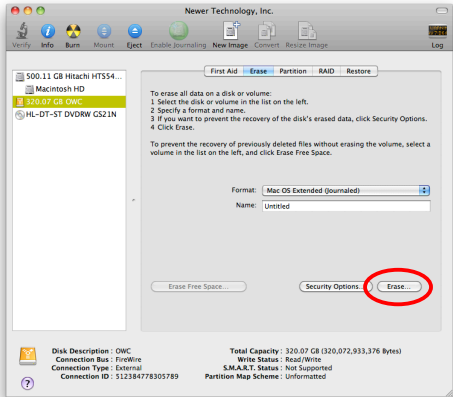 Newer Technology, Inc.
Verify Info Burn Mount Eject Enable Journaling New Image Convert Resize Image Log
500.11 GB Hitachi HTS54...
Macintosh HD
320.07 GB OWC
HL-DT-ST DVDRW GS21N
First Aid Erase Partition RAID Restore
To erase all data on a disk or volume:
1 Select the disk or volume in the list on the left.
2 Specify a format and name.
3 If you want to prevent the recovery of the disk's erased data, click Security Options.
4 Click Erase.
To prevent the recovery of previously deleted files without erasing the volume, select a
volume in the list on the left, and click Erase Free Space.
Format: Mac OS Extended (Journaled)
Name: Untitled
Erase Free Space... Security Options... Erase...
Disk Description : OWC Total Capacity : 320.07 GB (320,072,933,376 Bytes)
Connection Bus : FireWire Write Status : Read/Write
Connection Type : External S.M.A.R.T. Status : Not Supported
Connection ID : 512384778305789 Partition Map Scheme : Unformatted
?